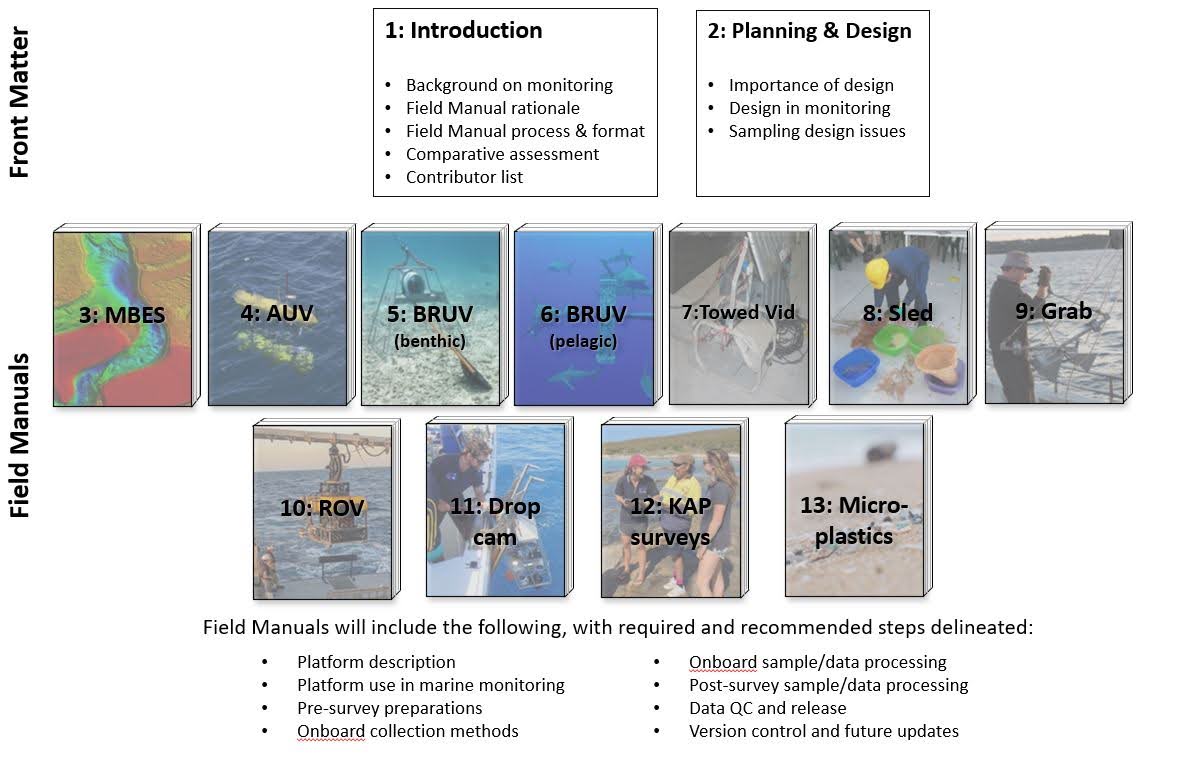 Front Matter
1: Introduction
• Background on monitoring
• Field Manual rationale
• Field Manual process & format
• Comparative assessment
• Contributor list
2: Planning & Design
• Importance of design
• Design in monitoring
• Sampling design issues
Field Manuals
3: MBES
4: AUV
5: BRUV
(benthic)
6: BRUV
(pelagic)
7:Towed Vid
8: Sled
9: Grab
10: ROV
11: Drop
cam
12: KAP
surveys
13: Micro-
plastics
Field Manuals will include the following, with required and recommended steps delineated:
• Platform description
• Platform use in marine monitoring
• Pre-survey preparations
• Onboard collection methods
• Onboard sample/data processing
• Post-survey sample/data processing
• Data QC and release
• Version control and future updates